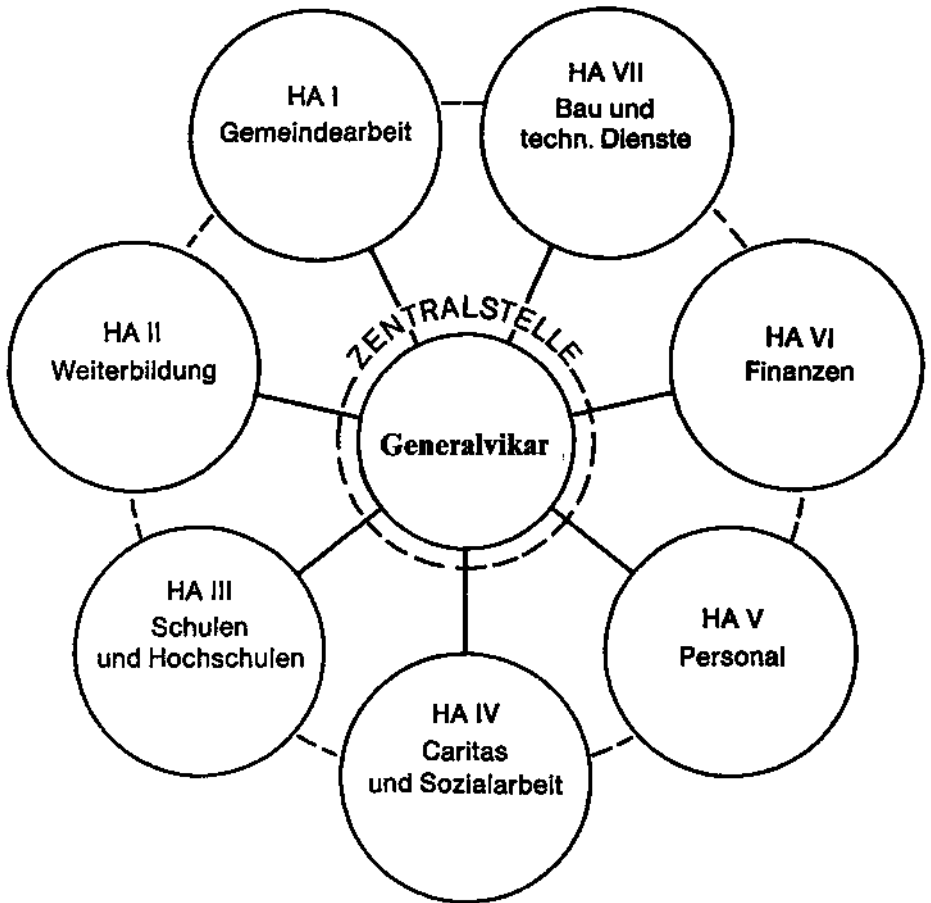 HA I
Gemeindearbeit
HA VII
Bau und
techn. Dienste
HA II
Weiterbildung
ZENTRALSTELLE
Generalvikar
HA VI
Finanzen
HA III
Schulen
und Hochschulen
HA IV
Caritas
und Sozialarbeit
HA V
Personal